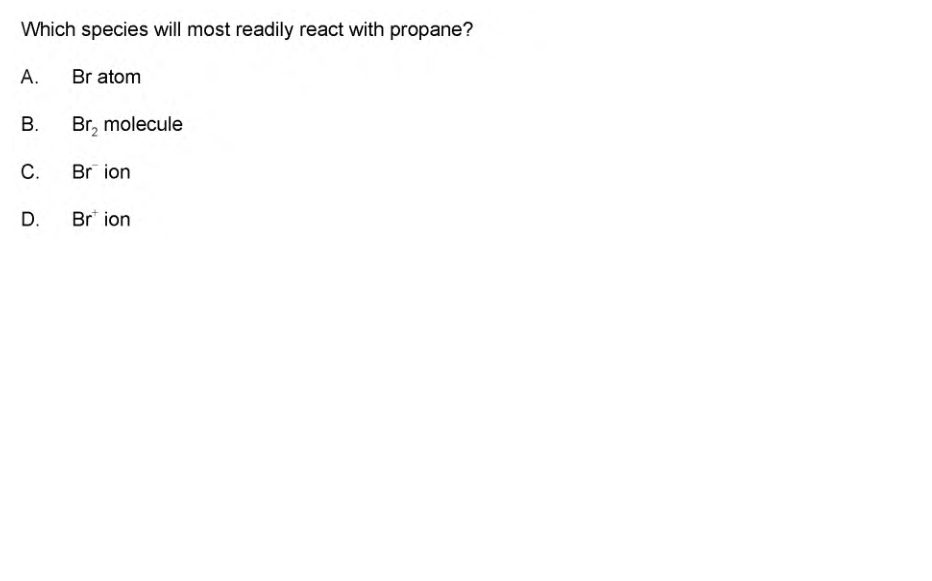 Which species will most readily react with propane?
A. Br atom
B. Br₂ molecule
C. Br⁻ ion
D. Br⁺ ion